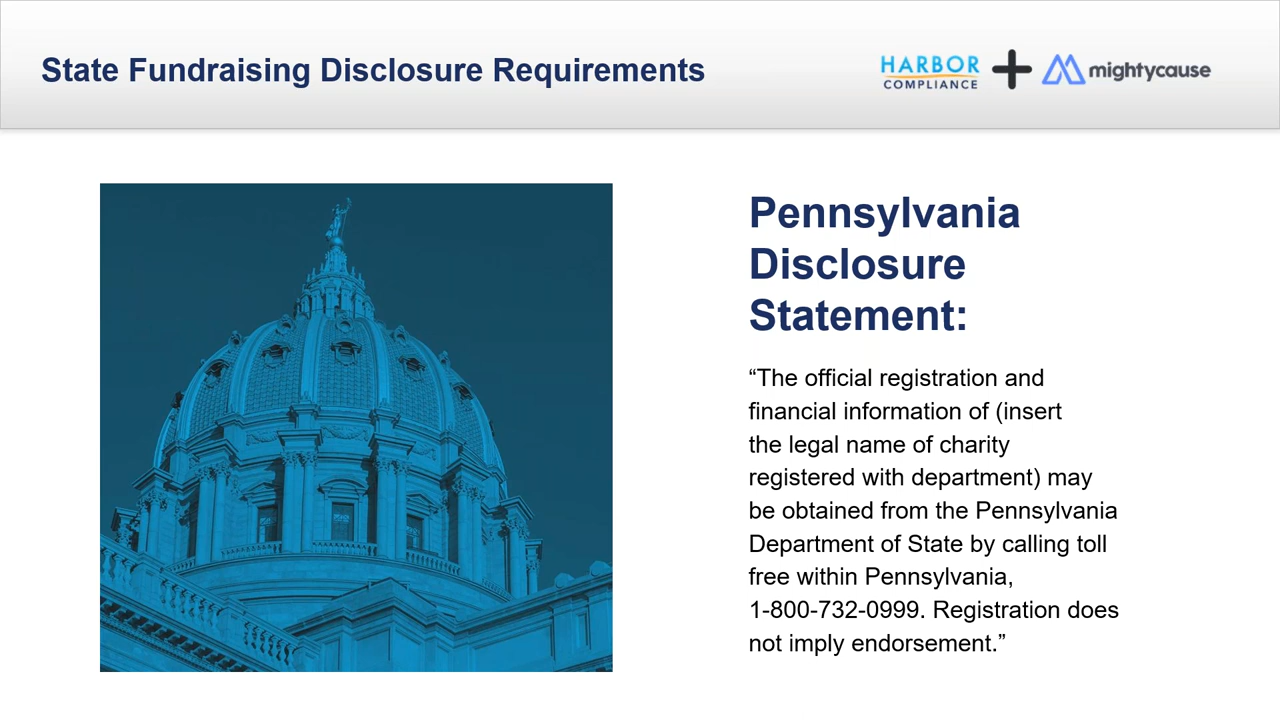 State Fundraising Disclosure Requirements
HARBOR
COMPLIANCE
mightycause
Pennsylvania
Disclosure
Statement:
“The official registration and
financial information of (insert
the legal name of charity
registered with department) may
be obtained from the Pennsylvania
Department of State by calling toll
free within Pennsylvania,
1-800-732-0999. Registration does
not imply endorsement.”